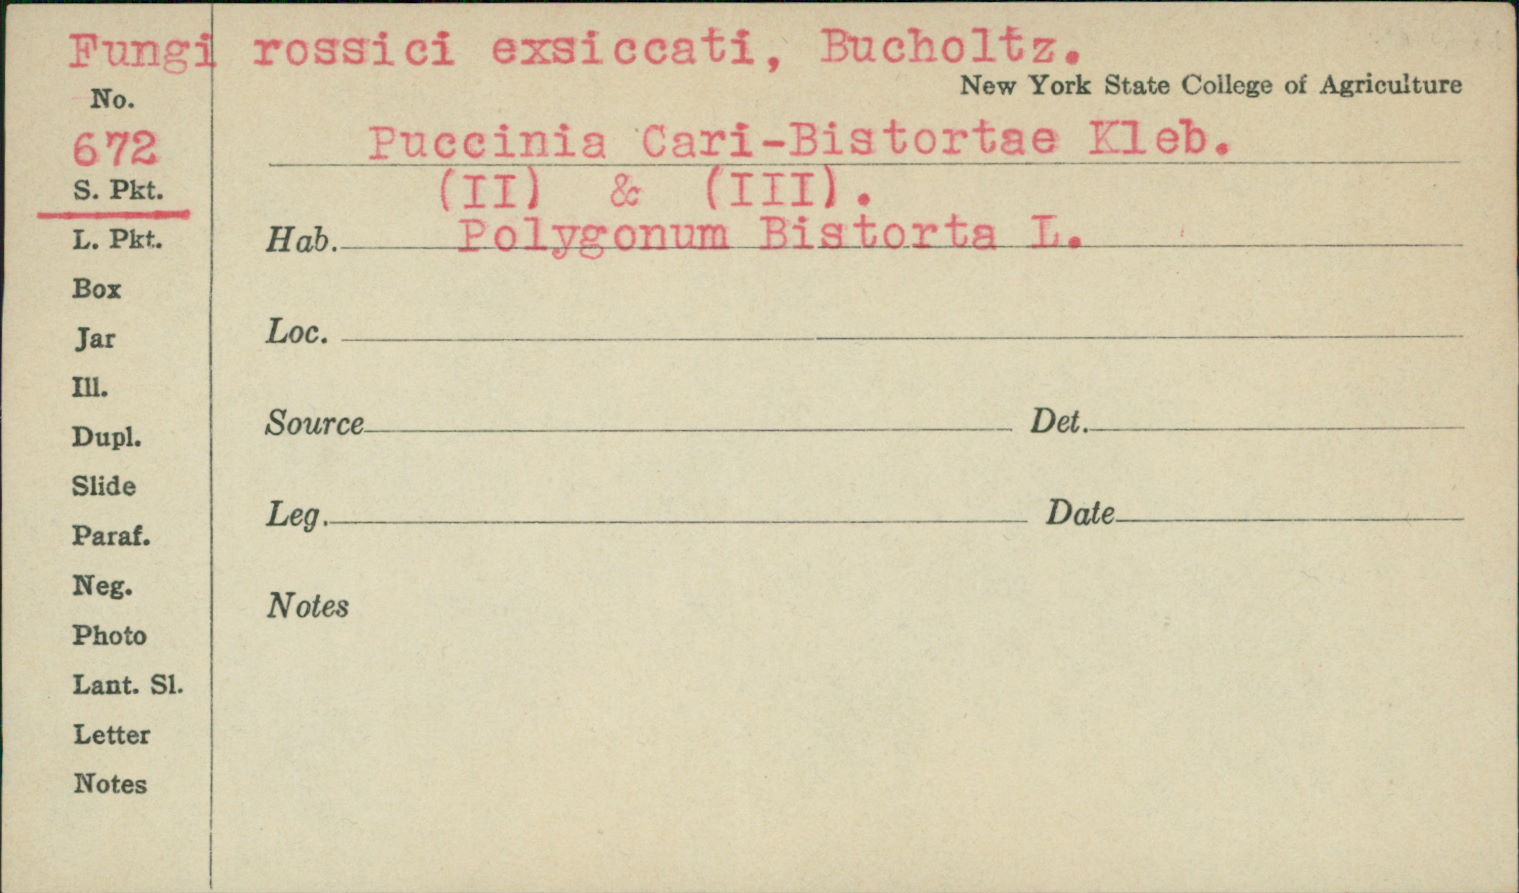 Fungi rossici exsiccati, Bucholtz.
New York State College of Agriculture
No.
672
Puccinia Cari-Bistortae Kleb.
(II) & (III).
S. Pkt.
L. Pkt.
Hab. Polygonum Bistorta L.
Box
Jar
Loc.
Ill.
Dupl.
Source Det.
Slide
Leg. Date
Paraf.
Neg.
Notes
Photo
Lant. Sl.
Letter
Notes